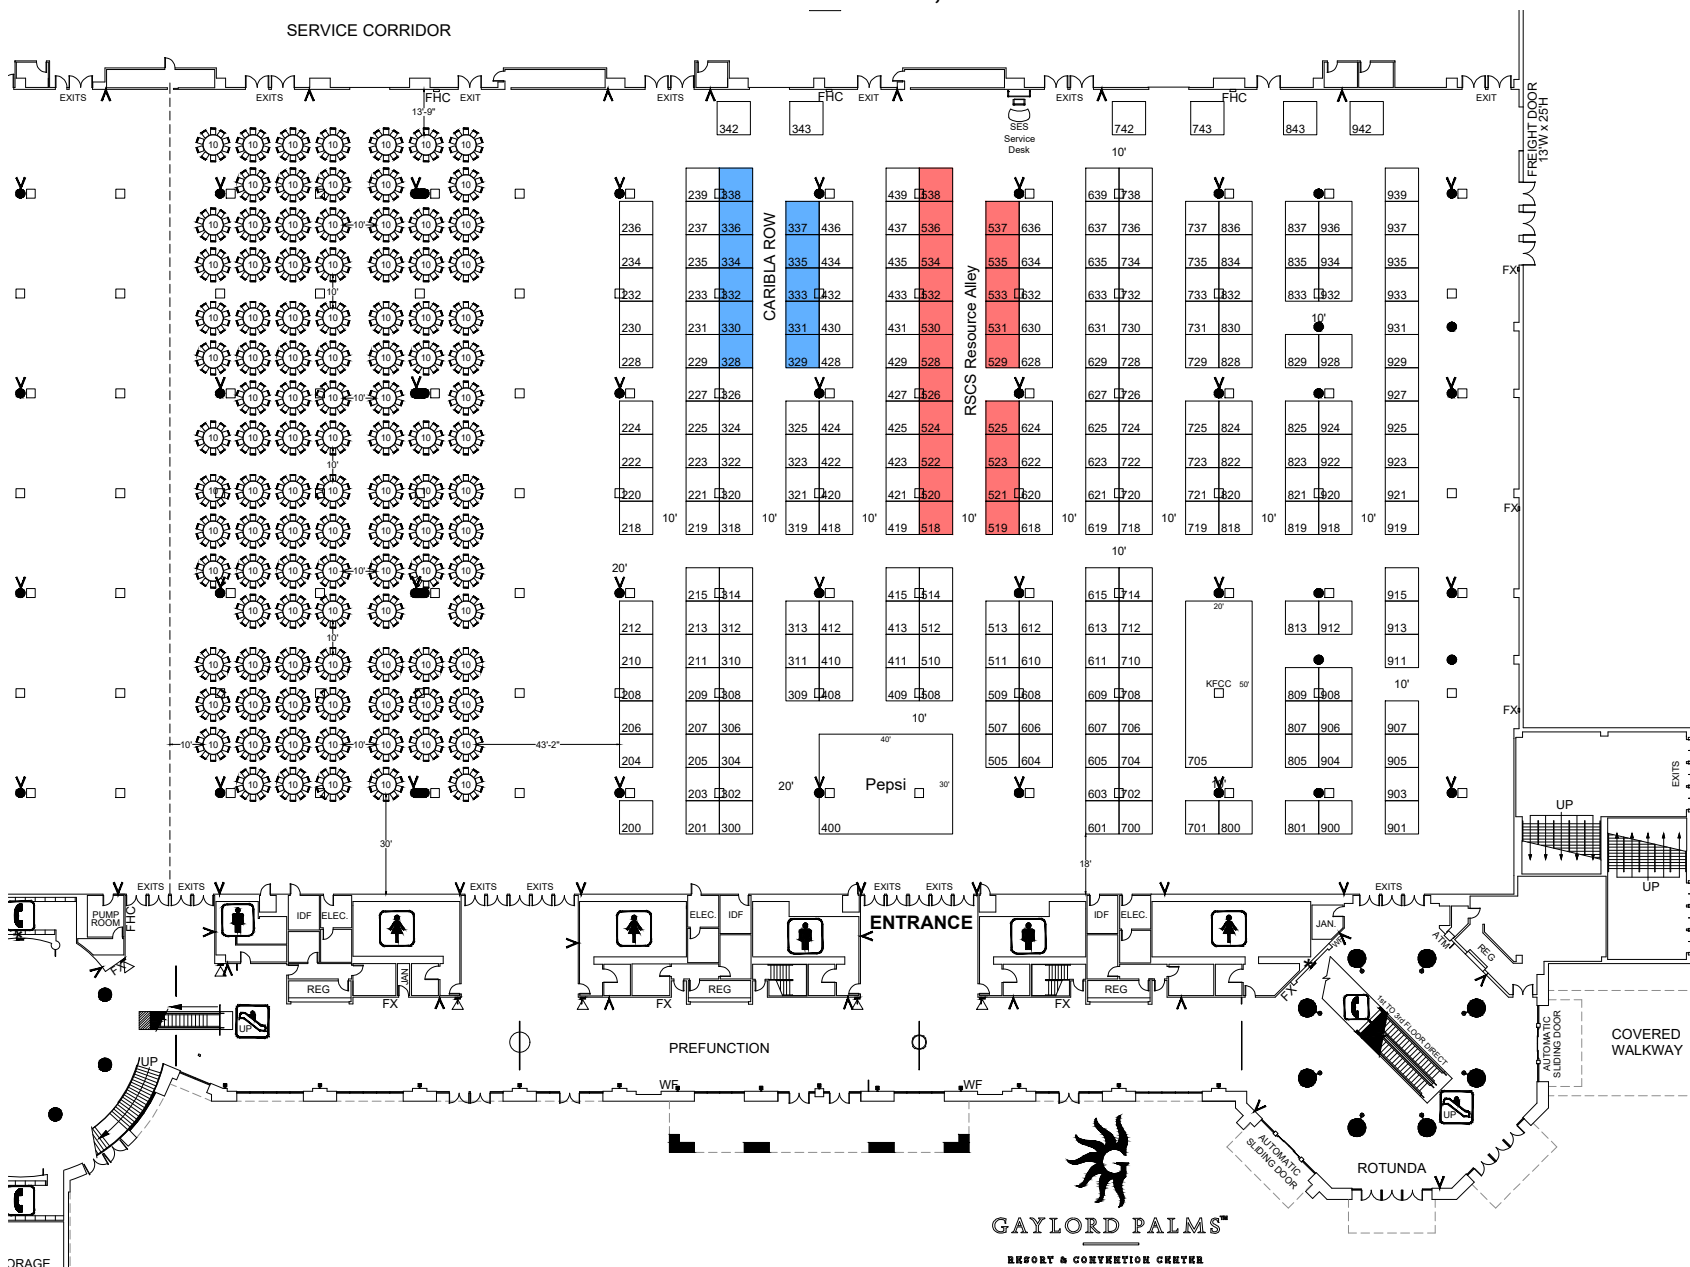 SERVICE CORRIDOR
EXITS EXITS FHC EXIT EXITS FHC EXIT EXITS FHC EXIT
13'-9"
342 343 742 743 843 942
SES
Service
Desk
FREIGHT DOOR
13'W x 25'H
10'
239 338 439 538 639 738 939
236 237 336 337 436 437 536 537 636 637 736 737 836 837 936 937
234 235 334 335 434 435 534 535 634 635 734 735 834 835 934 935
232 233 332 333 432 433 532 533 632 633 732 733 832 833 932 933
230 231 330 331 430 431 530 531 630 631 730 731 830 10' 931
228 229 328 329 428 429 528 529 628 629 728 729 828 829 928 929
CARIBLA ROW
RSCS Resource Alley
227 326 427 526 627 726 927
224 225 324 325 424 425 524 525 624 625 724 725 824 825 924 925
222 223 322 323 422 423 522 523 622 623 722 723 822 823 922 923
220 221 320 321 420 421 520 521 620 621 720 721 820 821 920 921
218 10' 219 318 10' 319 418 10' 419 518 10' 519 618 10' 619 718 10' 719 818 10' 819 918 10' 919
10'
20'
215 314 415 514 615 714 20' 915
212 213 312 313 412 413 512 513 612 613 712 813 912 913
210 211 310 311 410 411 510 511 610 611 710 911
208 209 308 309 408 409 508 509 608 609 708 KFCC 50' 809 908 10'
206 207 306 10' 507 606 607 706 807 906 907
10' 10' 43'-2"
204 205 304 40' 505 604 605 704 705 805 904 905
203 302 20' Pepsi 30' 603 702 903
200 201 300 400 601 700 701 800 801 900 901
30' 18'
FX
FX
FX
EXITS
UP
UP
EXITS EXITS EXITS EXITS EXITS EXITS EXITS
ENTRANCE
PUMP
ROOM
FHC
IDF ELEC. ELEC. IDF IDF ELEC. JAN.
JAN
REG REG REG REG
FX FX FX FX
WF
ATM
UP
UP
PREFUNCTION
WF WF
1st TO 3rd FLOOR DIRECT
UP
AUTOMATIC
SLIDING DOOR
COVERED
WALKWAY
AUTOMATIC
SLIDING DOOR
ROTUNDA
GAYLORD PALMS™
RESORT & CONVENTION CENTER